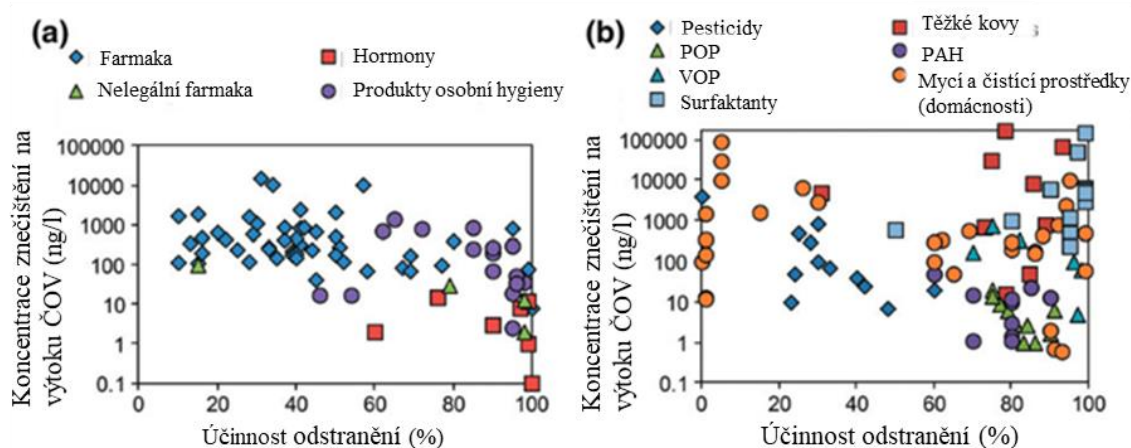 (a)
Farmaka
Hormony
Nelegální farmaka
Produkty osobní hygieny
Koncentrace znečištění na
výtoku ČOV (ng/l)
100000
10000
1000
100
10
1
0.1
0 20 40 60 80 100
Účinnost odstranění (%)
(b)
Pesticidy
POP
VOP
Surfaktanty
Těžké kovy
PAH
Mycí a čistící prostředky
(domácnosti)
Koncentrace znečištění na
výtoku ČOV (ng/l)
100000
10000
1000
100
10
1
0.1
0 20 40 60 80 100
Účinnost odstranění (%)